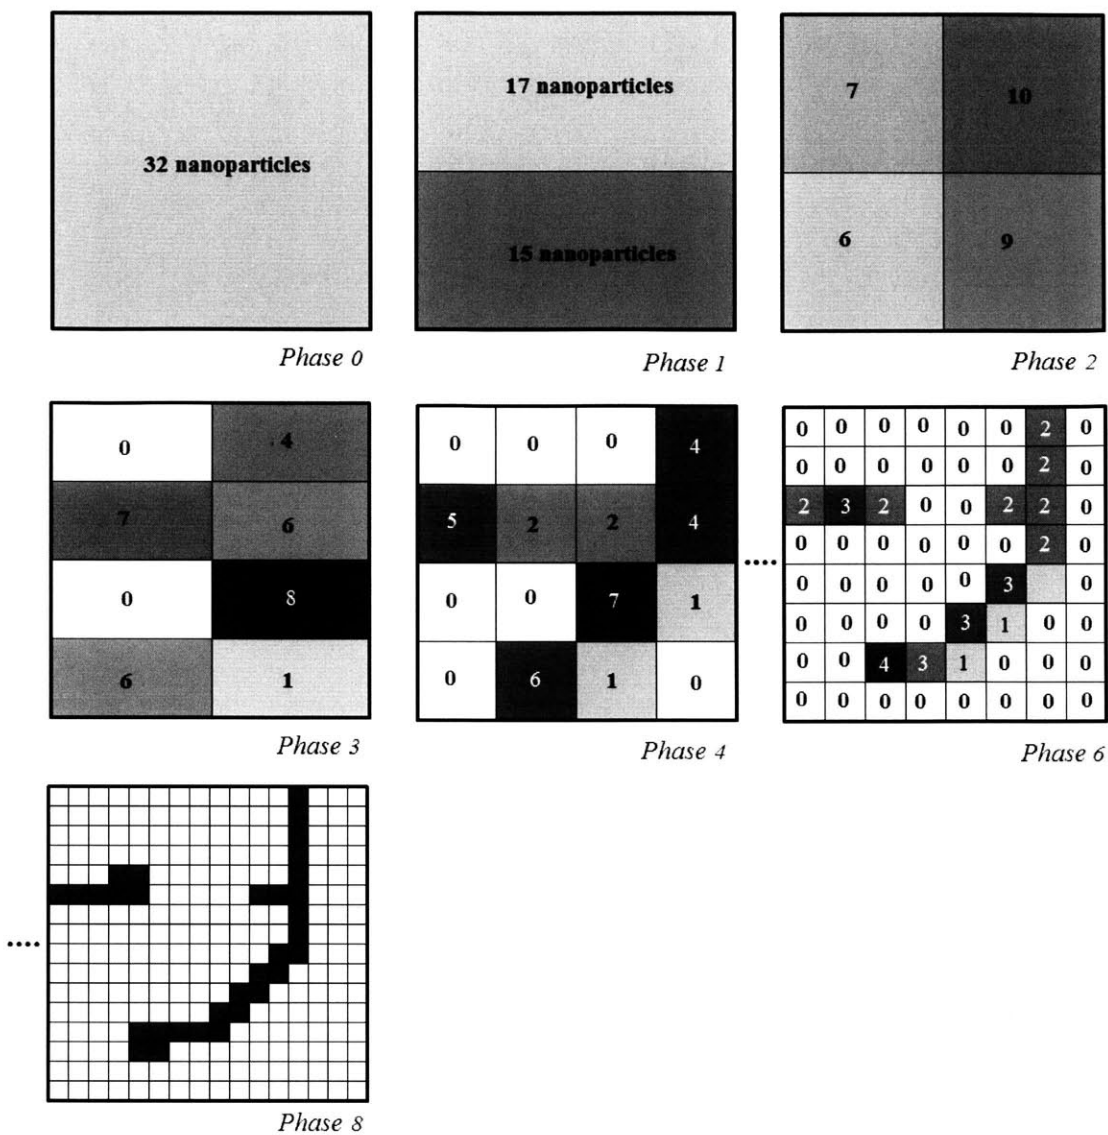 32 nanoparticles
Phase 0
17 nanoparticles
15 nanoparticles
Phase 1
7 10
6 9
Phase 2
0 4
7 6
0 8
6 1
Phase 3
0 0 0 4
5 2 2 4
0 0 7 1
0 6 1 0
Phase 4
....
0 0 0 0 0 0 2 0
0 0 0 0 0 0 2 0
2 3 2 0 0 2 2 0
0 0 0 0 0 0 2 0
0 0 0 0 0 3 0
0 0 0 0 3 1 0 0
0 0 4 3 1 0 0 0
0 0 0 0 0 0 0 0
Phase 6
....
Phase 8